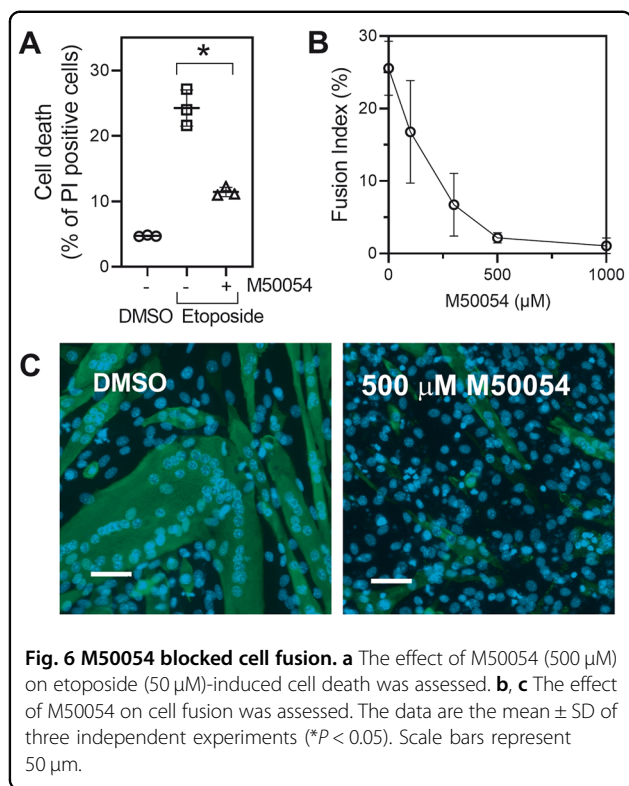 A
*
Cell death
(% of PI positive cells)
30
20
10
0
- - + M50054
DMSO Etoposide
B
Fusion Index (%)
30
20
10
0
0 500 1000
M50054 (µM)
C
DMSO
500 µM M50054
Fig. 6 M50054 blocked cell fusion. a The effect of M50054 (500 µM)
on etoposide (50 µM)-induced cell death was assessed. b, c The effect
of M50054 on cell fusion was assessed. The data are the mean ± SD of
three independent experiments (*P < 0.05). Scale bars represent
50 µm.